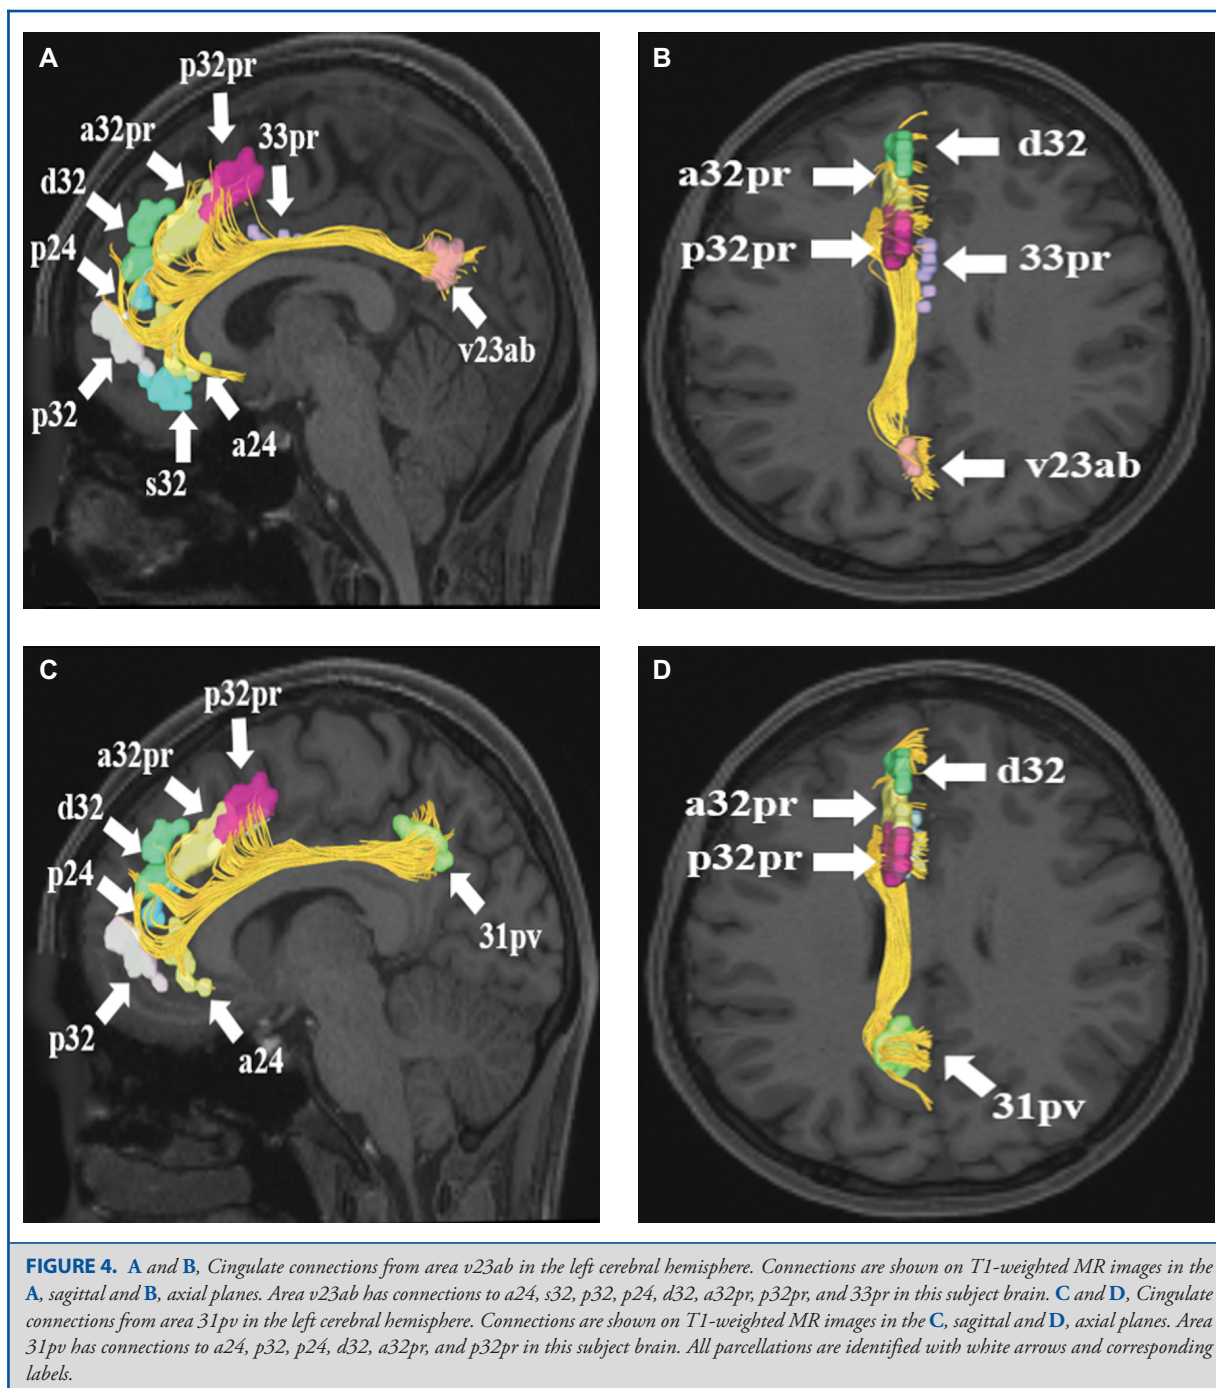 A
p32pr
a32pr
33pr
d32
p24
v23ab
p32
a24
s32
B
d32
a32pr
p32pr
33pr
v23ab
C
p32pr
a32pr
d32
p24
31pv
p32
a24
D
d32
a32pr
p32pr
31pv
FIGURE 4. A and B, Cingulate connections from area v23ab in the left cerebral hemisphere. Connections are shown on T1-weighted MR images in the
A, sagittal and B, axial planes. Area v23ab has connections to a24, s32, p32, p24, d32, a32pr, p32pr, and 33pr in this subject brain. C and D, Cingulate
connections from area 31pv in the left cerebral hemisphere. Connections are shown on T1-weighted MR images in the C, sagittal and D, axial planes. Area
31pv has connections to a24, p32, p24, d32, a32pr, and p32pr in this subject brain. All parcellations are identified with white arrows and corresponding
labels.